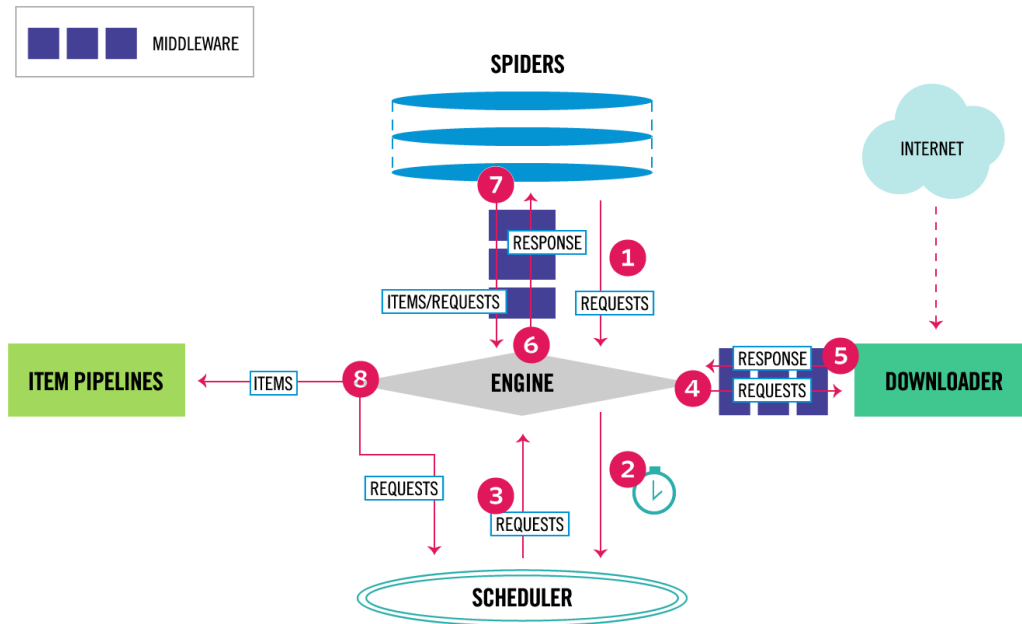 MIDDLEWARE
SPIDERS
INTERNET
7
RESPONSE
1
ITEMS/REQUESTS
REQUESTS
6
ITEM PIPELINES
ITEMS
8
ENGINE
4
RESPONSE
REQUESTS
5
DOWNLOADER
2
REQUESTS
3
REQUESTS
SCHEDULER